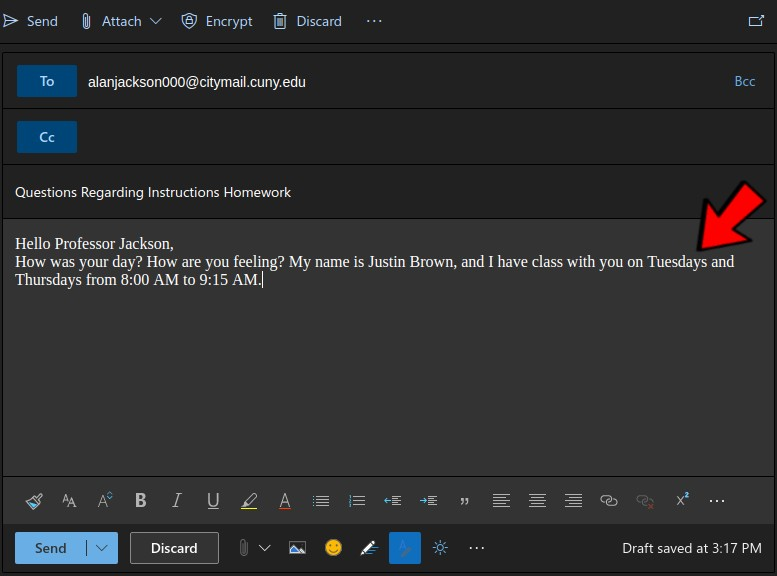 Send Attach Encrypt Discard ...
To alanjackson000@citymail.cuny.edu Bcc
Cc
Questions Regarding Instructions Homework
Hello Professor Jackson,
How was your day? How are you feeling? My name is Justin Brown, and I have class with you on Tuesdays and
Thursdays from 8:00 AM to 9:15 AM.
AA A B I U A ” X² ...
Send Discard ... Draft saved at 3:17 PM